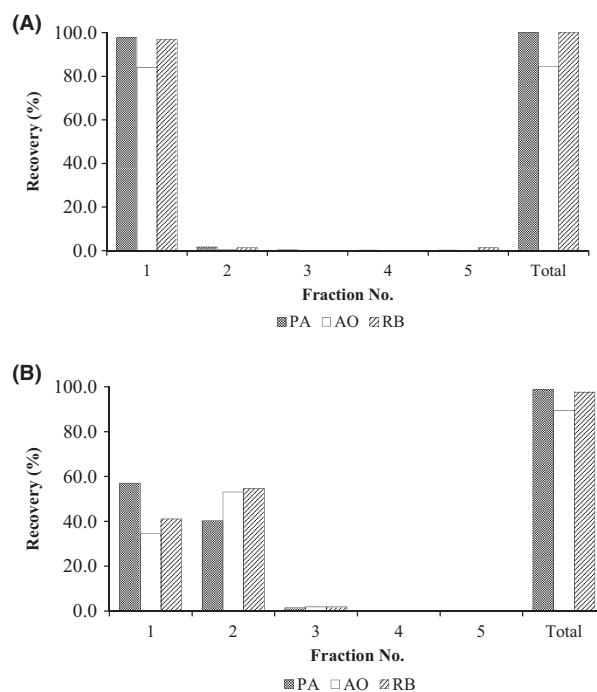 (A)
100.0
80.0
60.0
40.0
20.0
0.0
Recovery (%)
1 2 3 4 5 Total
Fraction No.
PA AO RB
(B)
100.0
80.0
60.0
40.0
20.0
0.0
Recovery (%)
1 2 3 4 5 Total
Fraction No.
PA AO RB